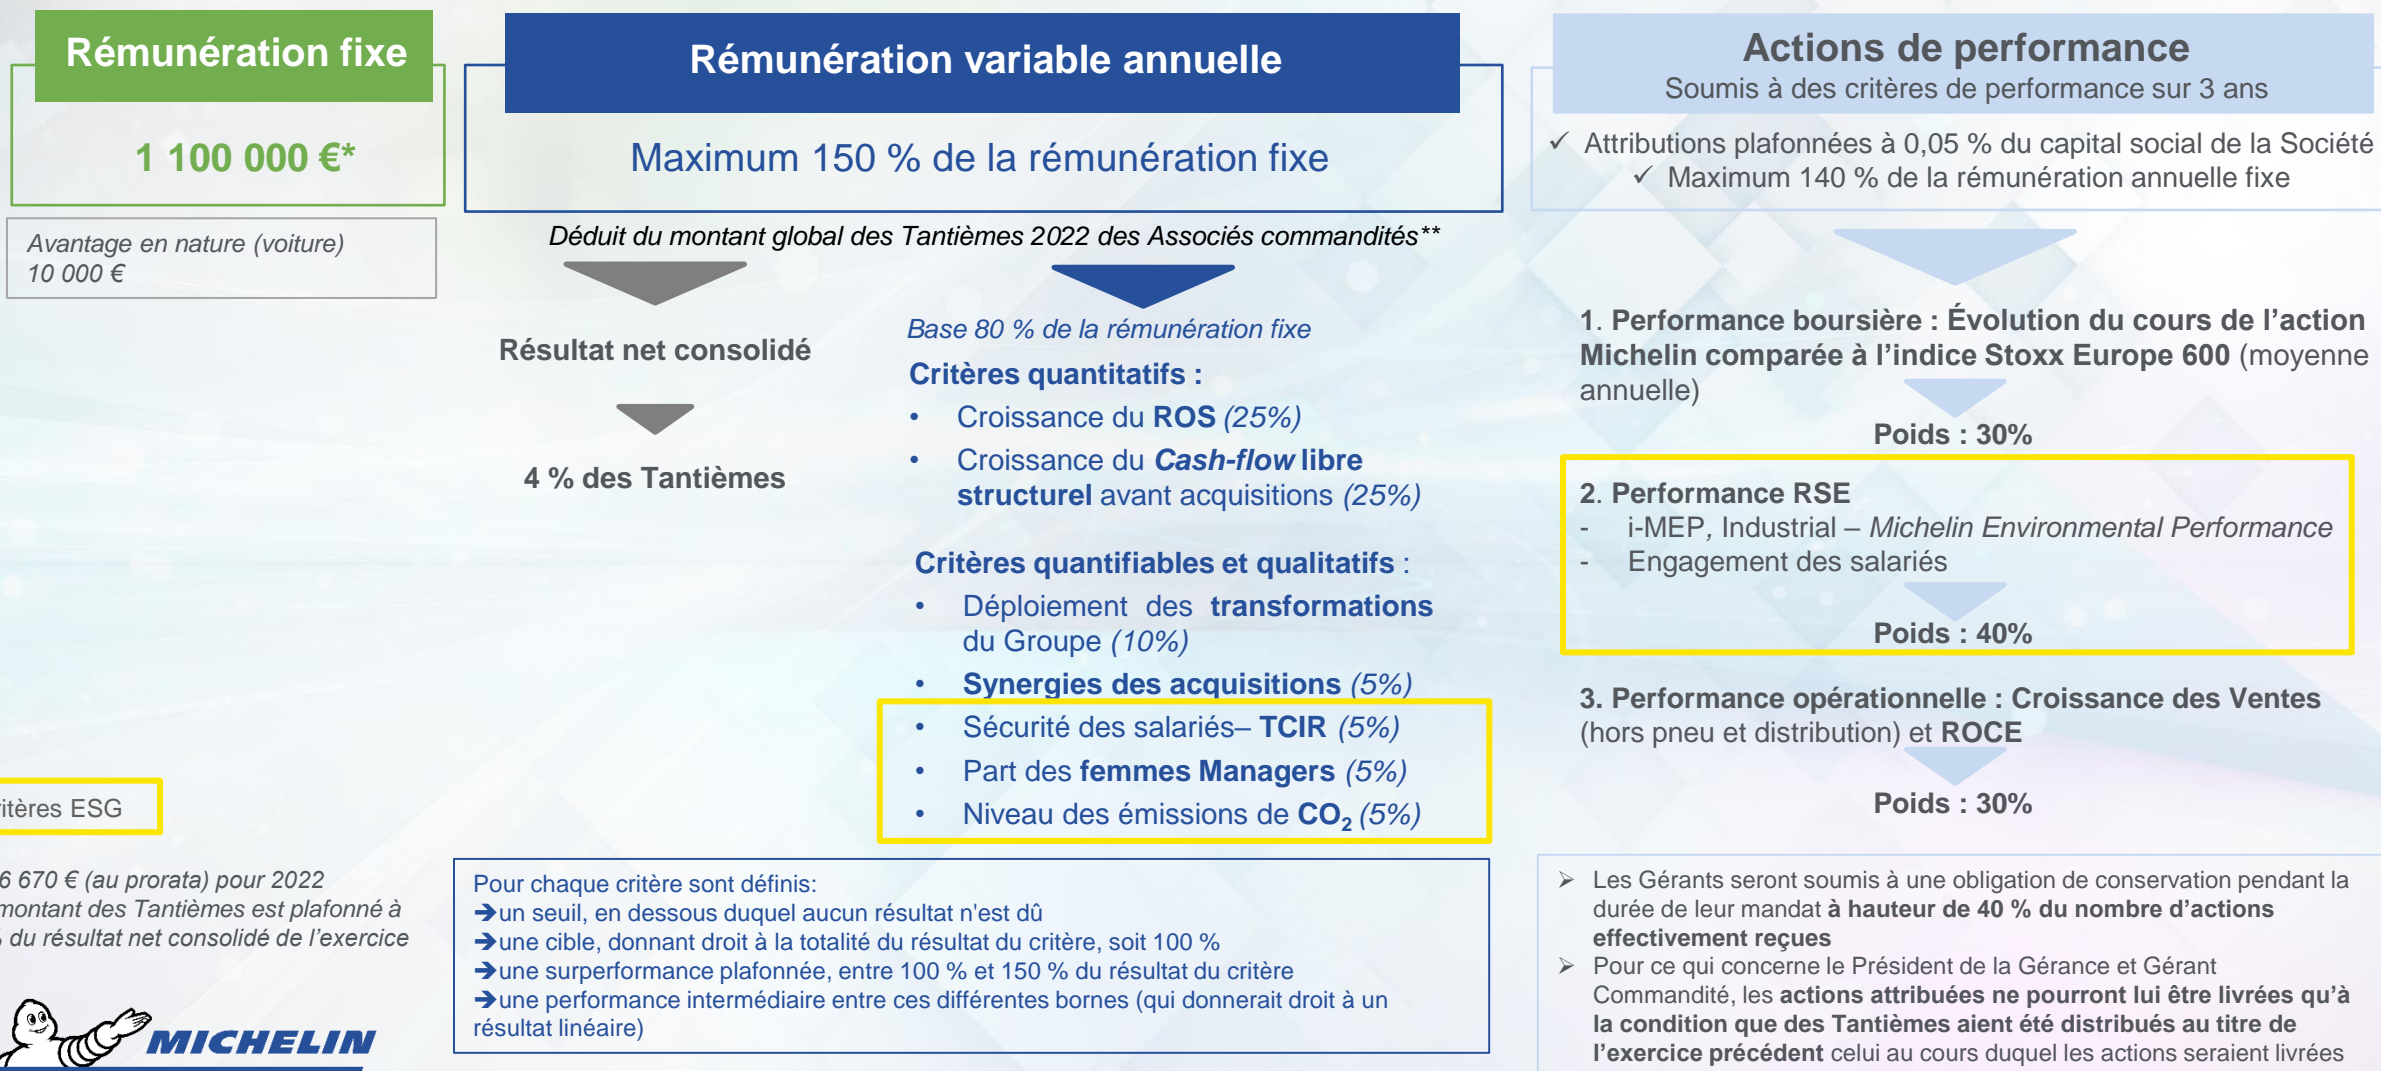 Rémunération fixe
1 100 000 €*
Avantage en nature (voiture)
10 000 €
Rémunération variable annuelle
Maximum 150 % de la rémunération fixe
Déduit du montant global des Tantièmes 2022 des Associés commandités**
Résultat net consolidé
4 % des Tantièmes
Base 80 % de la rémunération fixe
Critères quantitatifs :
• Croissance du ROS (25%)
• Croissance du Cash-flow libre
structurel avant acquisitions (25%)
Critères quantifiables et qualitatifs :
• Déploiement des transformations
du Groupe (10%)
• Synergies des acquisitions (5%)
• Sécurité des salariés– TCIR (5%)
• Part des femmes Managers (5%)
• Niveau des émissions de CO₂ (5%)
Pour chaque critère sont définis:
➔un seuil, en dessous duquel aucun résultat n'est dû
➔une cible, donnant droit à la totalité du résultat du critère, soit 100 %
➔une surperformance plafonnée, entre 100 % et 150 % du résultat du critère
➔une performance intermédiaire entre ces différentes bornes (qui donnerait droit à un
résultat linéaire)
Actions de performance
Soumis à des critères de performance sur 3 ans
✓ Attributions plafonnées à 0,05 % du capital social de la Société
✓ Maximum 140 % de la rémunération annuelle fixe
1. Performance boursière : Évolution du cours de l’action
Michelin comparée à l’indice Stoxx Europe 600 (moyenne
annuelle)
Poids : 30%
2. Performance RSE
- i-MEP, Industrial – Michelin Environmental Performance
- Engagement des salariés
Poids : 40%
3. Performance opérationnelle : Croissance des Ventes
(hors pneu et distribution) et ROCE
Poids : 30%
➢ Les Gérants seront soumis à une obligation de conservation pendant la
durée de leur mandat à hauteur de 40 % du nombre d’actions
effectivement reçues
➢ Pour ce qui concerne le Président de la Gérance et Gérant
Commandité, les actions attribuées ne pourront lui être livrées qu’à
la condition que des Tantièmes aient été distribués au titre de
l’exercice précédent celui au cours duquel les actions seraient livrées
ESG
6 670 € (au prorata) pour 2022
montant des Tantièmes est plafonné à
% du résultat net consolidé de l’exercice
MICHELIN